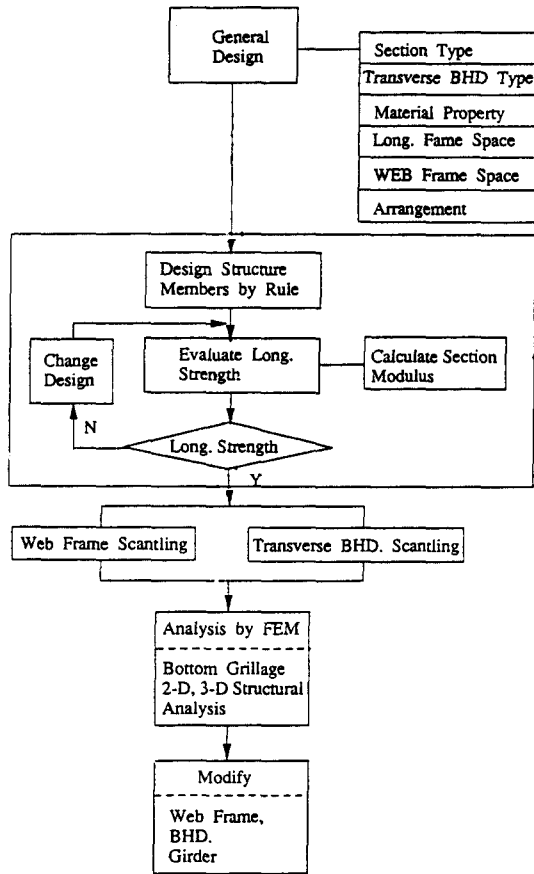 General
Design
Section Type
Transverse BHD Type
Material Property
Long. Fame Space
WEB Frame Space
Arrangement
Design Structure
Members by Rule
Change
Design
Evaluate Long.
Strength
Calculate Section
Modulus
N
Long. Strength
Y
Web Frame Scantling
Transverse BHD. Scantling
Analysis by FEM
Bottom Grillage
2-D, 3-D Structural
Analysis
Modify
Web Frame,
BHD.
Girder